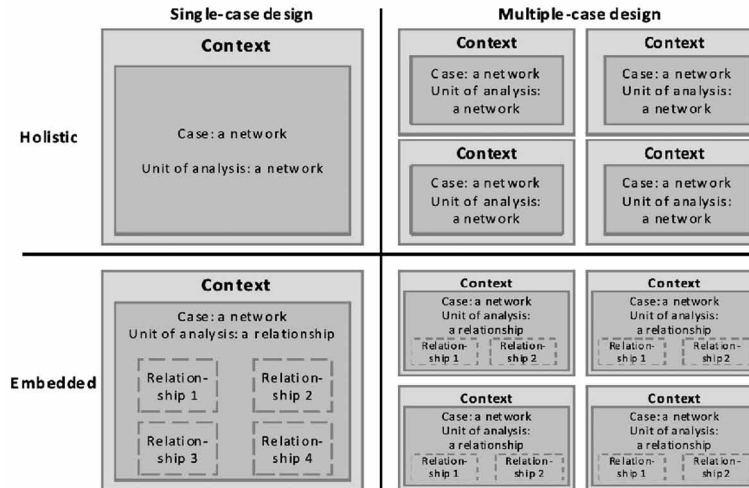 Single-case design
Multiple-case design
Holistic
Context
Case: a network
Unit of analysis: a network
Context
Case: a network
Unit of analysis:
a network
Context
Case: a network
Unit of analysis:
a network
Context
Case: a network
Unit of analysis:
a network
Context
Case: a network
Unit of analysis:
a network
Embedded
Context
Case: a network
Unit of analysis: a relationship
Relation-
ship 1
Relation-
ship 2
Relation-
ship 3
Relation-
ship 4
Context
Case: a network
Unit of analysis:
a relationship
Relation-
ship 1
Relation-
ship 2
Context
Case: a network
Unit of analysis:
a relationship
Relation-
ship 1
Relation-
ship 2
Context
Case: a network
Unit of analysis:
a relationship
Relation-
ship 1
Relation-
ship 2
Context
Case: a network
Unit of analysis:
a relationship
Relation-
ship 1
Relation-
ship 2